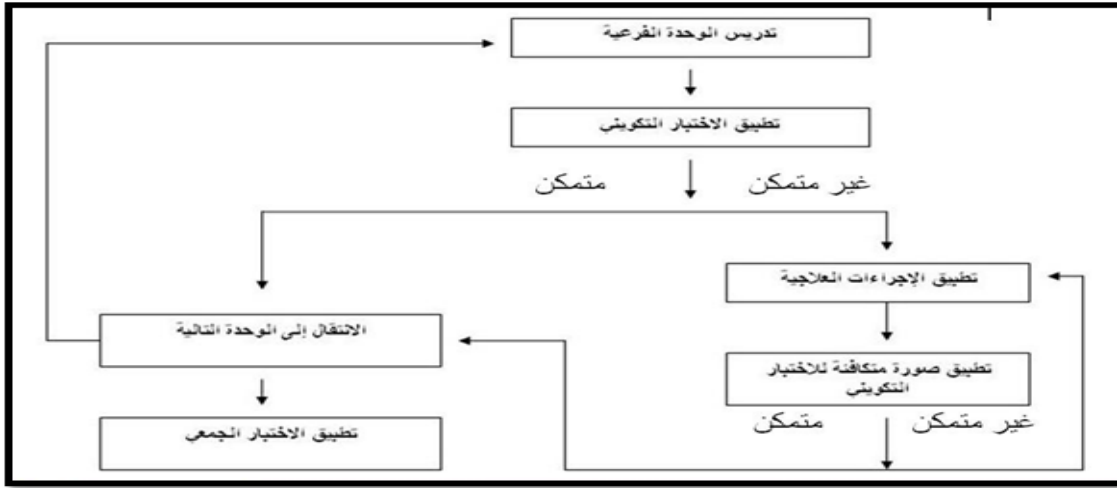 تدريس الوحدة الفرعية
تطبيق الاختبار التكويني
غير متمكن
متمكن
تطبيق الإجراءات العلاجية
الانتقال إلى الوحدة التالية
تطبيق صورة متكافئة للاختبار
التكويني
غير متمكن
متمكن
تطبيق الاختبار الجمعي